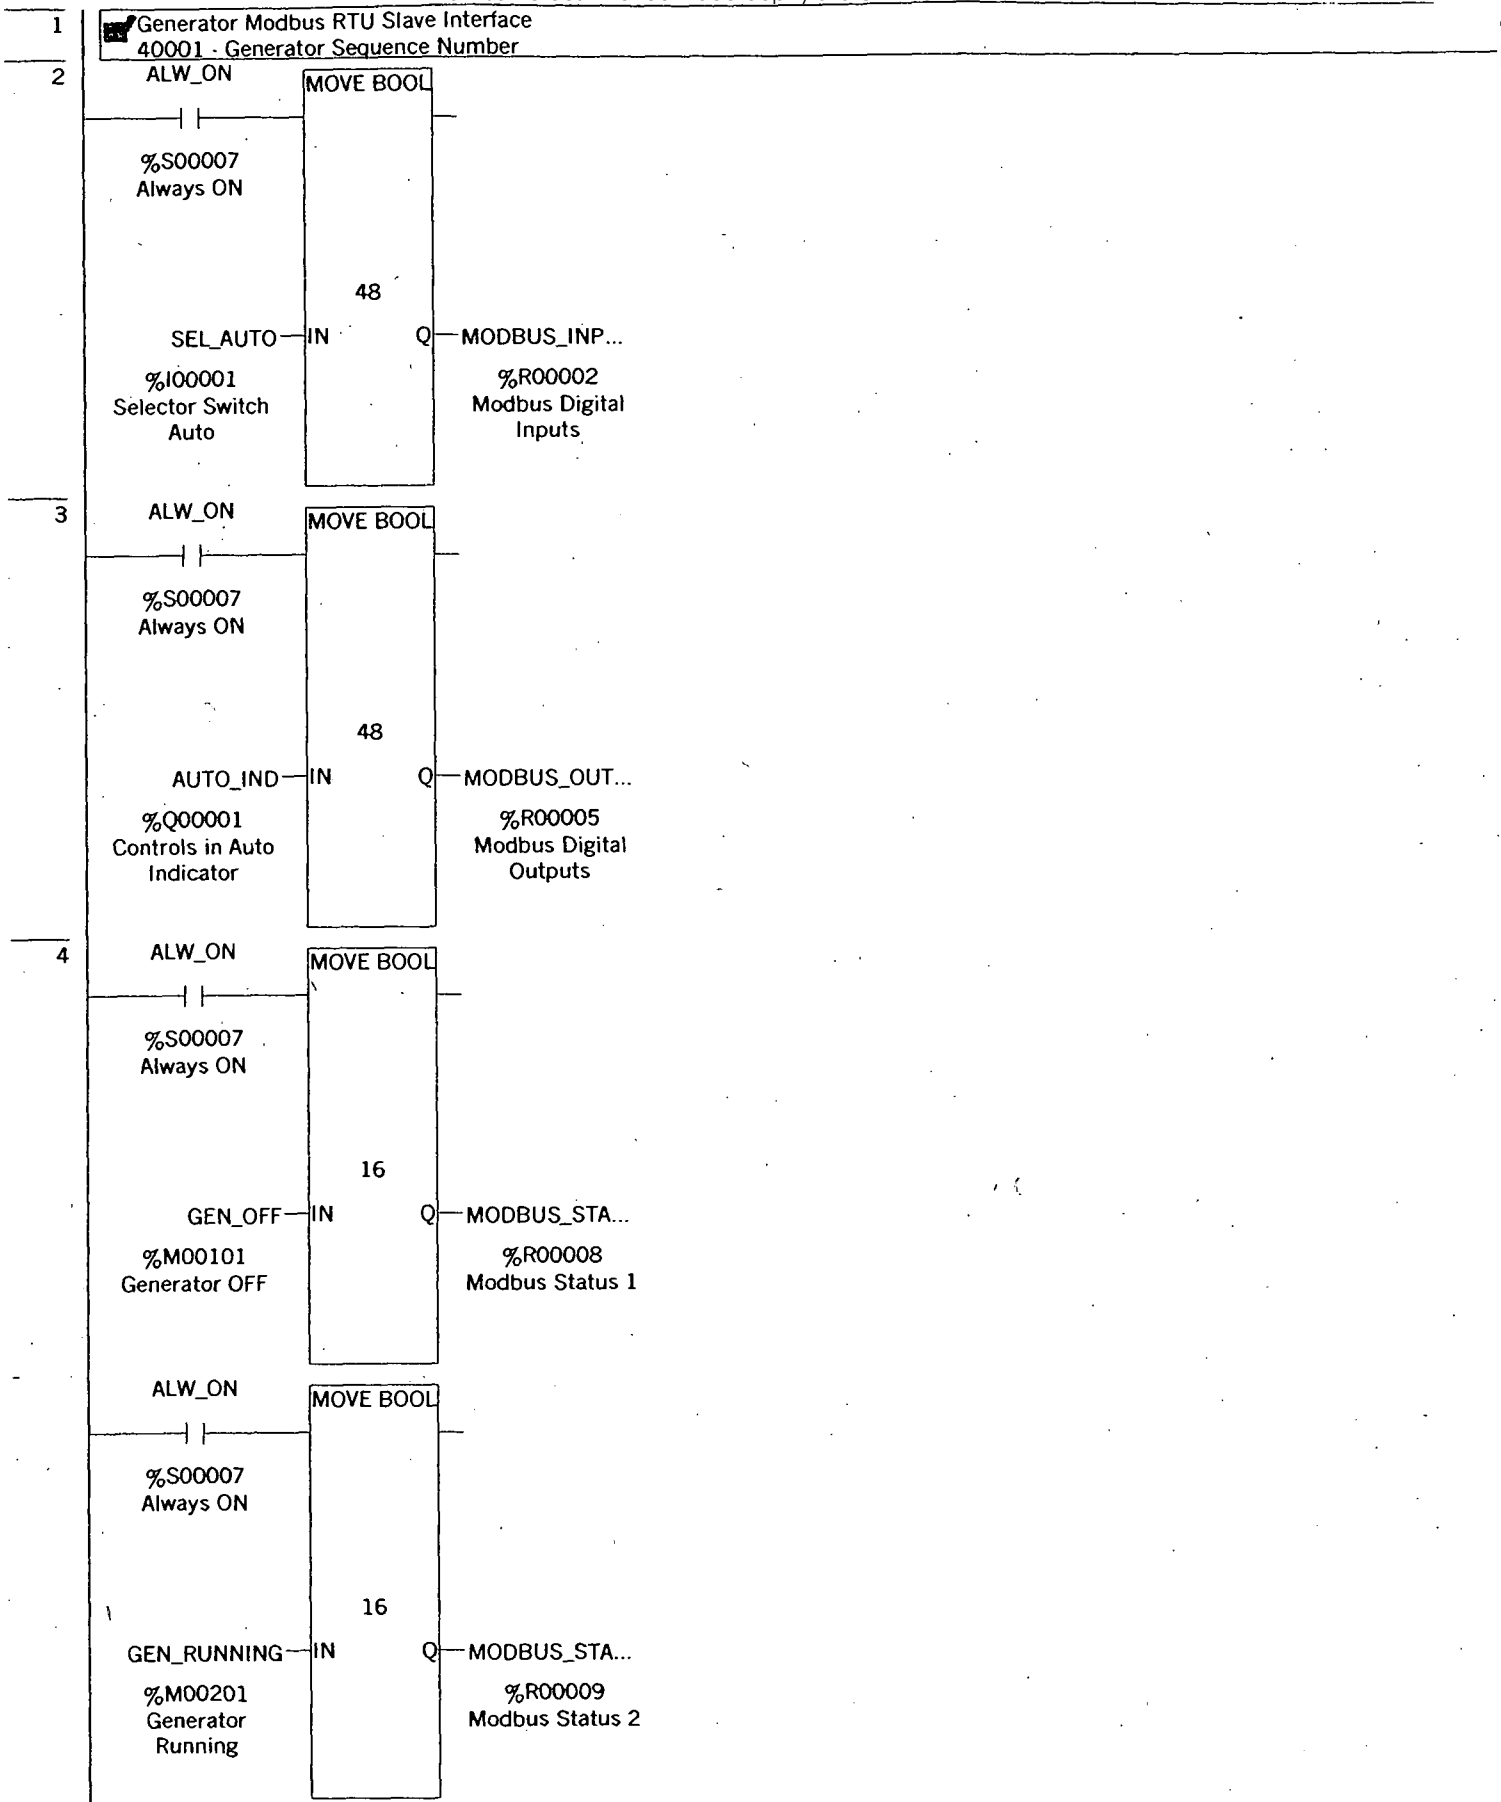 1
Generator Modbus RTU Slave Interface
40001 - Generator Sequence Number
2
ALW_ON
MOVE BOOL
%S00007
Always ON
48
SEL_AUTO IN Q MODBUS_INP...
%I00001
Selector Switch
Auto
%R00002
Modbus Digital
Inputs
3
ALW_ON
MOVE BOOL
%S00007
Always ON
48
AUTO_IND IN Q MODBUS_OUT...
%Q00001
Controls in Auto
Indicator
%R00005
Modbus Digital
Outputs
4
ALW_ON
MOVE BOOL
%S00007
Always ON
16
GEN_OFF IN Q MODBUS_STA...
%M00101
Generator OFF
%R00008
Modbus Status 1
ALW_ON
MOVE BOOL
%S00007
Always ON
16
GEN_RUNNING IN Q MODBUS_STA...
%M00201
Generator
Running
%R00009
Modbus Status 2